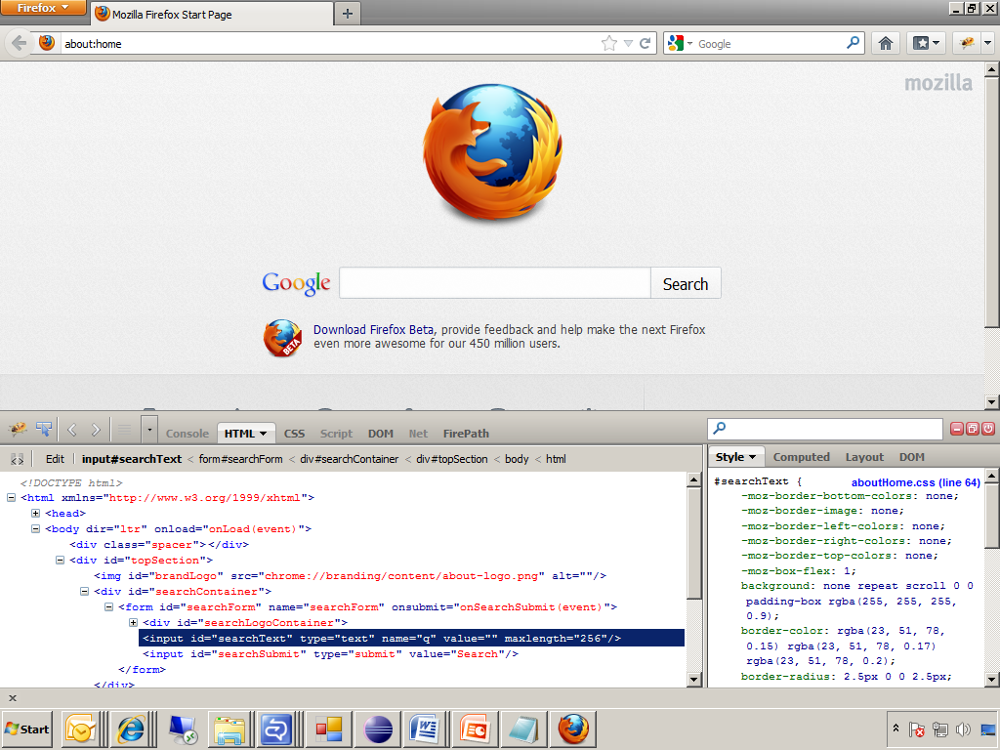 Firefox
Mozilla Firefox Start Page
about:home
Google
mozilla
Google
Search
Download Firefox Beta, provide feedback and help make the next Firefox
even more awesome for our 450 million users.
BETA
Console HTML CSS Script DOM Net FirePath
Edit input#searchText < form#searchForm < div#searchContainer < div#topSection < body < html
<!DOCTYPE html>
<html xmlns="http://www.w3.org/1999/xhtml">
<head>
<body dir="ltr" onload="onLoad(event)">
<div class="spacer"></div>
<div id="topSection">
<img id="brandLogo" src="chrome://branding/content/about-logo.png" alt=""/>
<div id="searchContainer">
<form id="searchForm" name="searchForm" onsubmit="onSearchSubmit(event)">
<div id="searchLogoContainer">
<input id="searchText" type="text" name="q" value="" maxlength="256"/>
<input id="searchSubmit" type="submit" value="Search"/>
</form>
</div>
Style Computed Layout DOM
#searchText { aboutHome.css (line 64)
-moz-border-bottom-colors: none;
-moz-border-image: none;
-moz-border-left-colors: none;
-moz-border-right-colors: none;
-moz-border-top-colors: none;
-moz-box-flex: 1;
background: none repeat scroll 0 0
padding-box rgba(255, 255, 255,
0.9);
border-color: rgba(23, 51, 78,
0.15) rgba(23, 51, 78, 0.17)
rgba(23, 51, 78, 0.2);
border-radius: 2.5px 0 0 2.5px;
Start